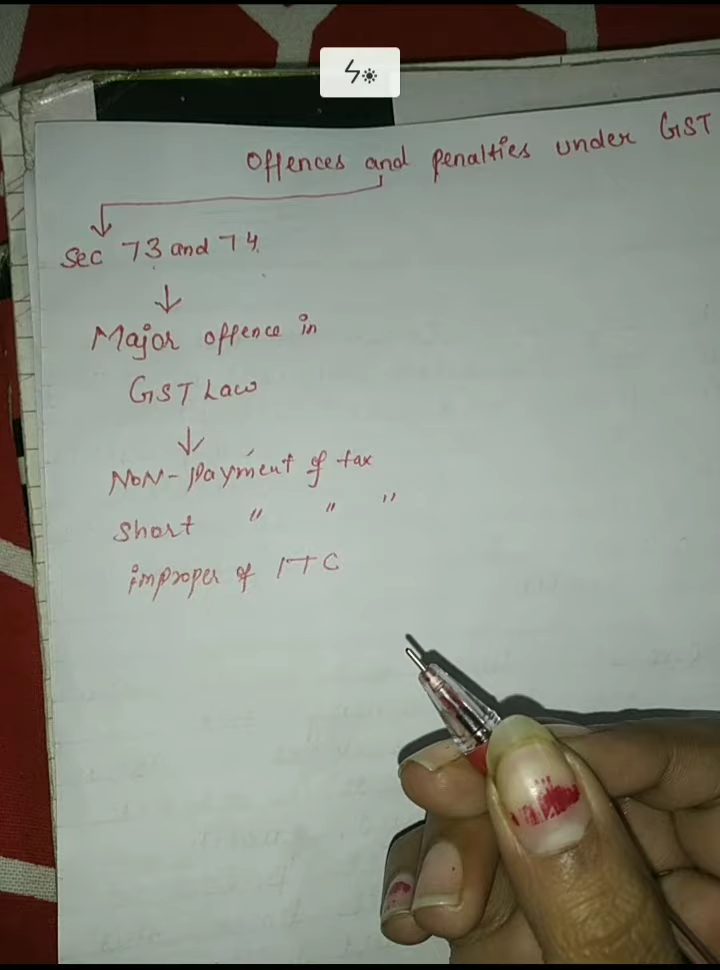 Offences and penalties under GST
Sec 73 and 74
Major offence in
GST Law
Non-payment of tax
Short " " "
improper of ITC